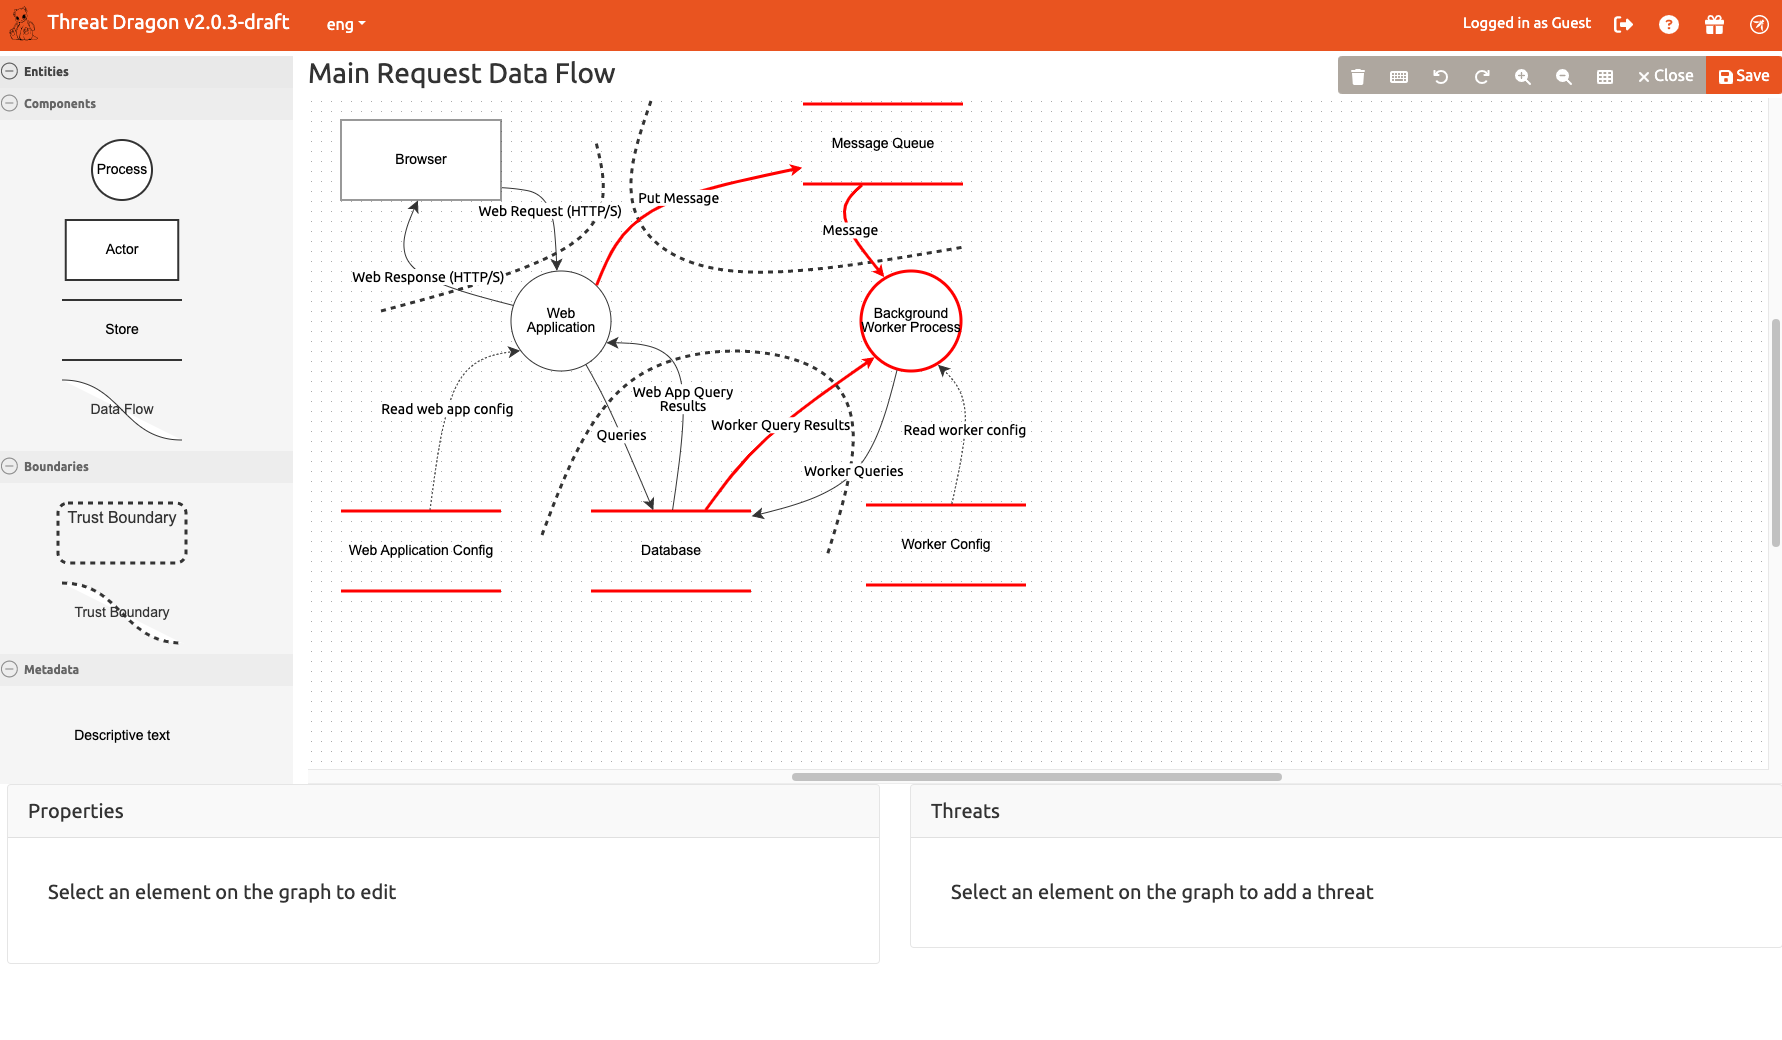 Threat Dragon v2.0.3-draft
eng
Logged in as Guest
Entities
Components
Process
Actor
Store
Data Flow
Boundaries
Trust Boundary
Trust Boundary
Metadata
Descriptive text
Main Request Data Flow
Close
Save
Browser
Message Queue
Put Message
Web Request (HTTP/S)
Message
Web Response (HTTP/S)
Web
Application
Background
Worker Process
Web App Query
Results
Read web app config
Worker Query Results
Queries
Read worker config
Worker Queries
Web Application Config
Database
Worker Config
Properties
Select an element on the graph to edit
Threats
Select an element on the graph to add a threat